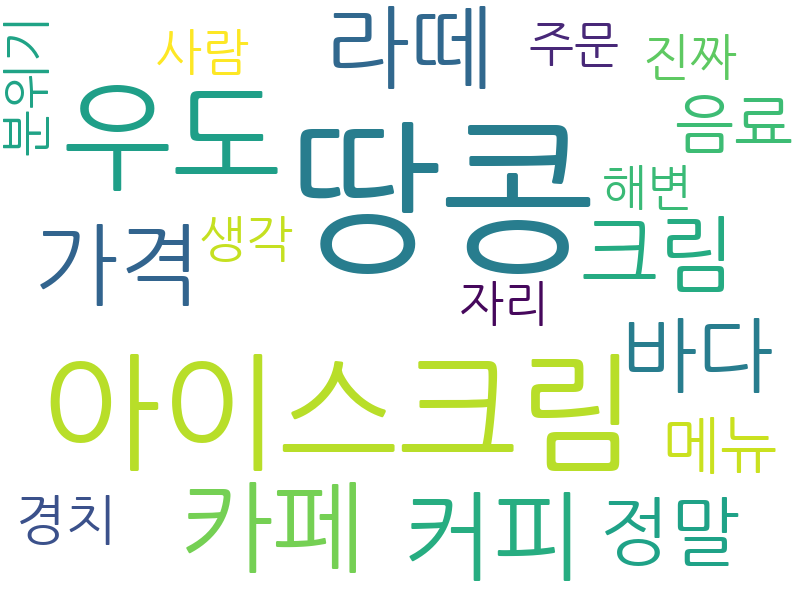 분위기
사람
라떼
주문
진짜
우도
땅콩
음료
해변
가격
생각
크림
자리
바다
아이스크림
메뉴
경치
카페
커피
정말